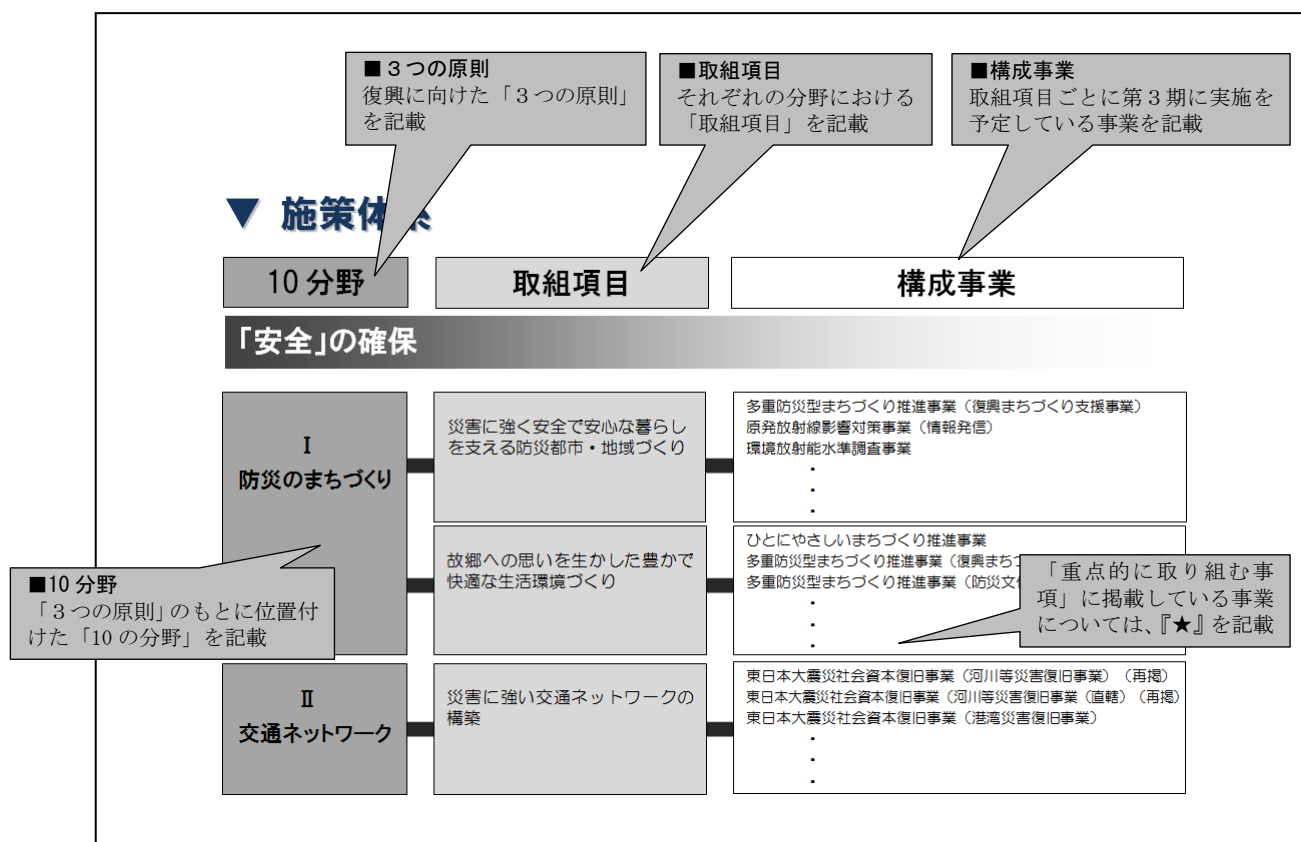 ■３つの原則
復興に向けた「３つの原則」
を記載
■取組項目
それぞれの分野における
「取組項目」を記載
■構成事業
取組項目ごとに第３期に実施を
予定している事業を記載
▼ 施策体系
10分野
取組項目
構成事業
「安全」の確保
Ⅰ
防災のまちづくり
災害に強く安全で安心な暮らし
を支える防災都市・地域づくり
多重防災型まちづくり推進事業（復興まちづくり支援事業）
原発放射線影響対策事業（情報発信）
環境放射能水準調査事業
・
・
・
故郷への思いを生かした豊かで
快適な生活環境づくり
ひとにやさしいまちづくり推進事業
多重防災型まちづくり推進事業（復興まち
多重防災型まちづくり推進事業（防災文
・
・
・
■10分野
「３つの原則」のもとに位置付
けた「10の分野」を記載
「重点的に取り組む事
項」に掲載している事業
については、『★』を記載
Ⅱ
交通ネットワーク
災害に強い交通ネットワークの
構築
東日本大震災社会資本復旧事業（河川等災害復旧事業）（再掲）
東日本大震災社会資本復旧事業（河川等災害復旧事業（直轄）（再掲）
東日本大震災社会資本復旧事業（港湾災害復旧事業）
・
・
・